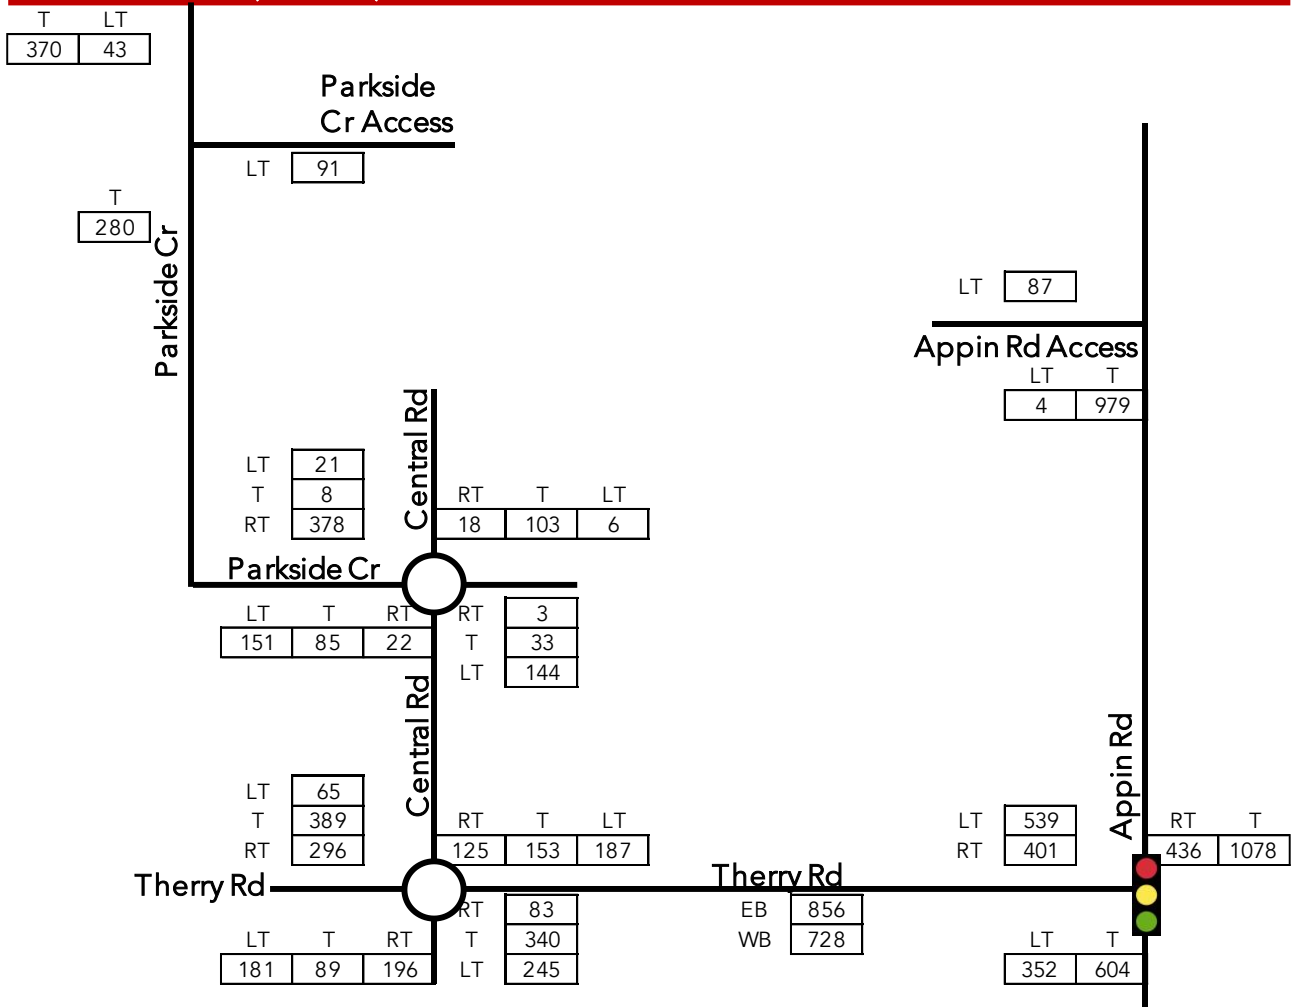 T LT
370 43
Parkside
Cr Access
LT 91
T
280
Parkside Cr
LT 87
Appin Rd Access
LT T
4 979
Central Rd
LT 21
T 8
RT 378
RT T LT
18 103 6
Parkside Cr
LT T RT
151 85 22
RT 3
T 33
LT 144
Central Rd
Appin Rd
LT 65
T 389
RT 296
RT T LT
125 153 187
LT 539
RT 401
RT T
436 1078
Therry Rd
Therry Rd
RT 83
T 340
LT 245
EB 856
WB 728
LT T RT
181 89 196
LT T
352 604